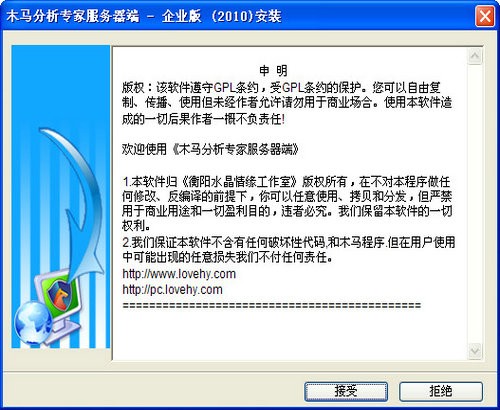 木马分析专家服务器端 - 企业版 (2010)安装
申 明
版权：该软件遵守GPL条约，受GPL条约的保护。您可以自由复
制、传播、使用但未经作者允许请勿用于商业场合。使用本软件造
成的一切后果作者一概不负责任!
欢迎使用《木马分析专家服务器端》
1.本软件归《衡阳水晶情缘工作室》版权所有，在不对本程序做任
何修改、反编译的前提下，你可以任意使用、拷贝和分发，但严禁
用于商业用途和一切盈利目的，违者必究。我们保留本软件的一切
权利。
2.我们保证本软件不含有任何破坏性代码,和木马程序.但在用户使用
中可能出现的任意损失我们不付任何责任。
http://www.lovehy.com
http://pc.lovehy.com
==============================================
接受
拒绝